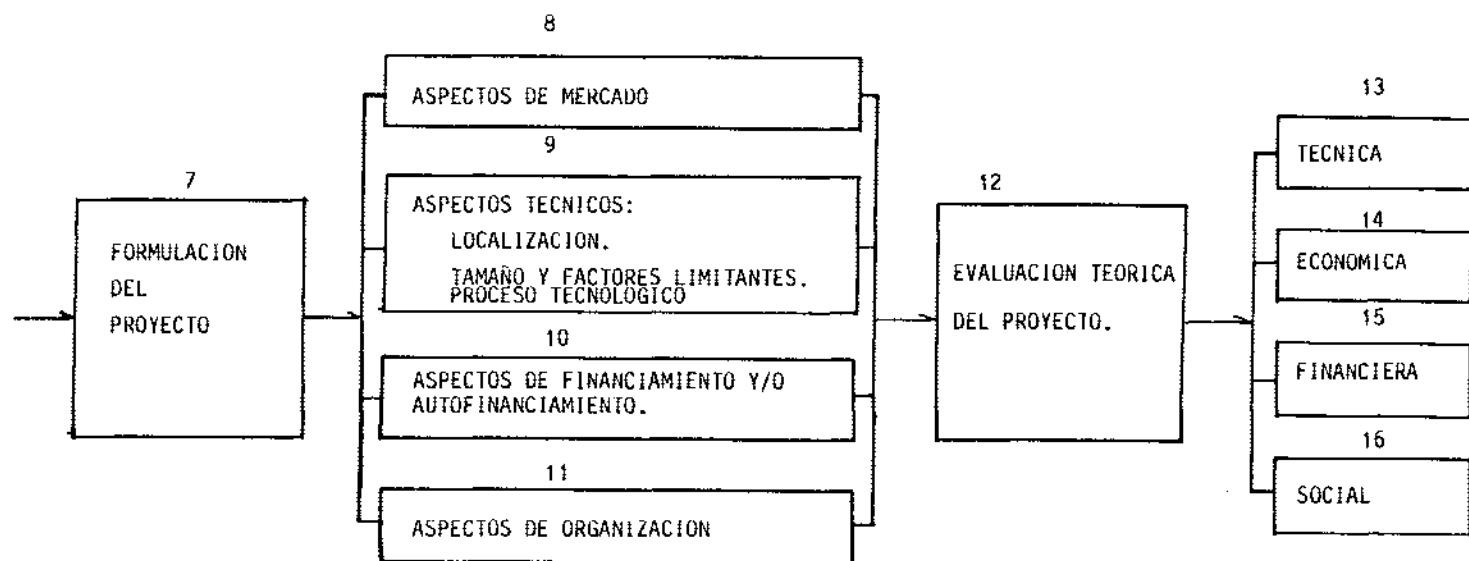 7
FORMULACION
DEL
PROYECTO
8
ASPECTOS DE MERCADO
9
ASPECTOS TECNICOS:
LOCALIZACION.
TAMAÑO Y FACTORES LIMITANTES.
PROCESO TECNOLOGICO
10
ASPECTOS DE FINANCIAMIENTO Y/O
AUTOFINANCIAMIENTO.
11
ASPECTOS DE ORGANIZACION
12
EVALUACION TEORICA
DEL PROYECTO.
13
TECNICA
14
ECONOMICA
15
FINANCIERA
16
SOCIAL